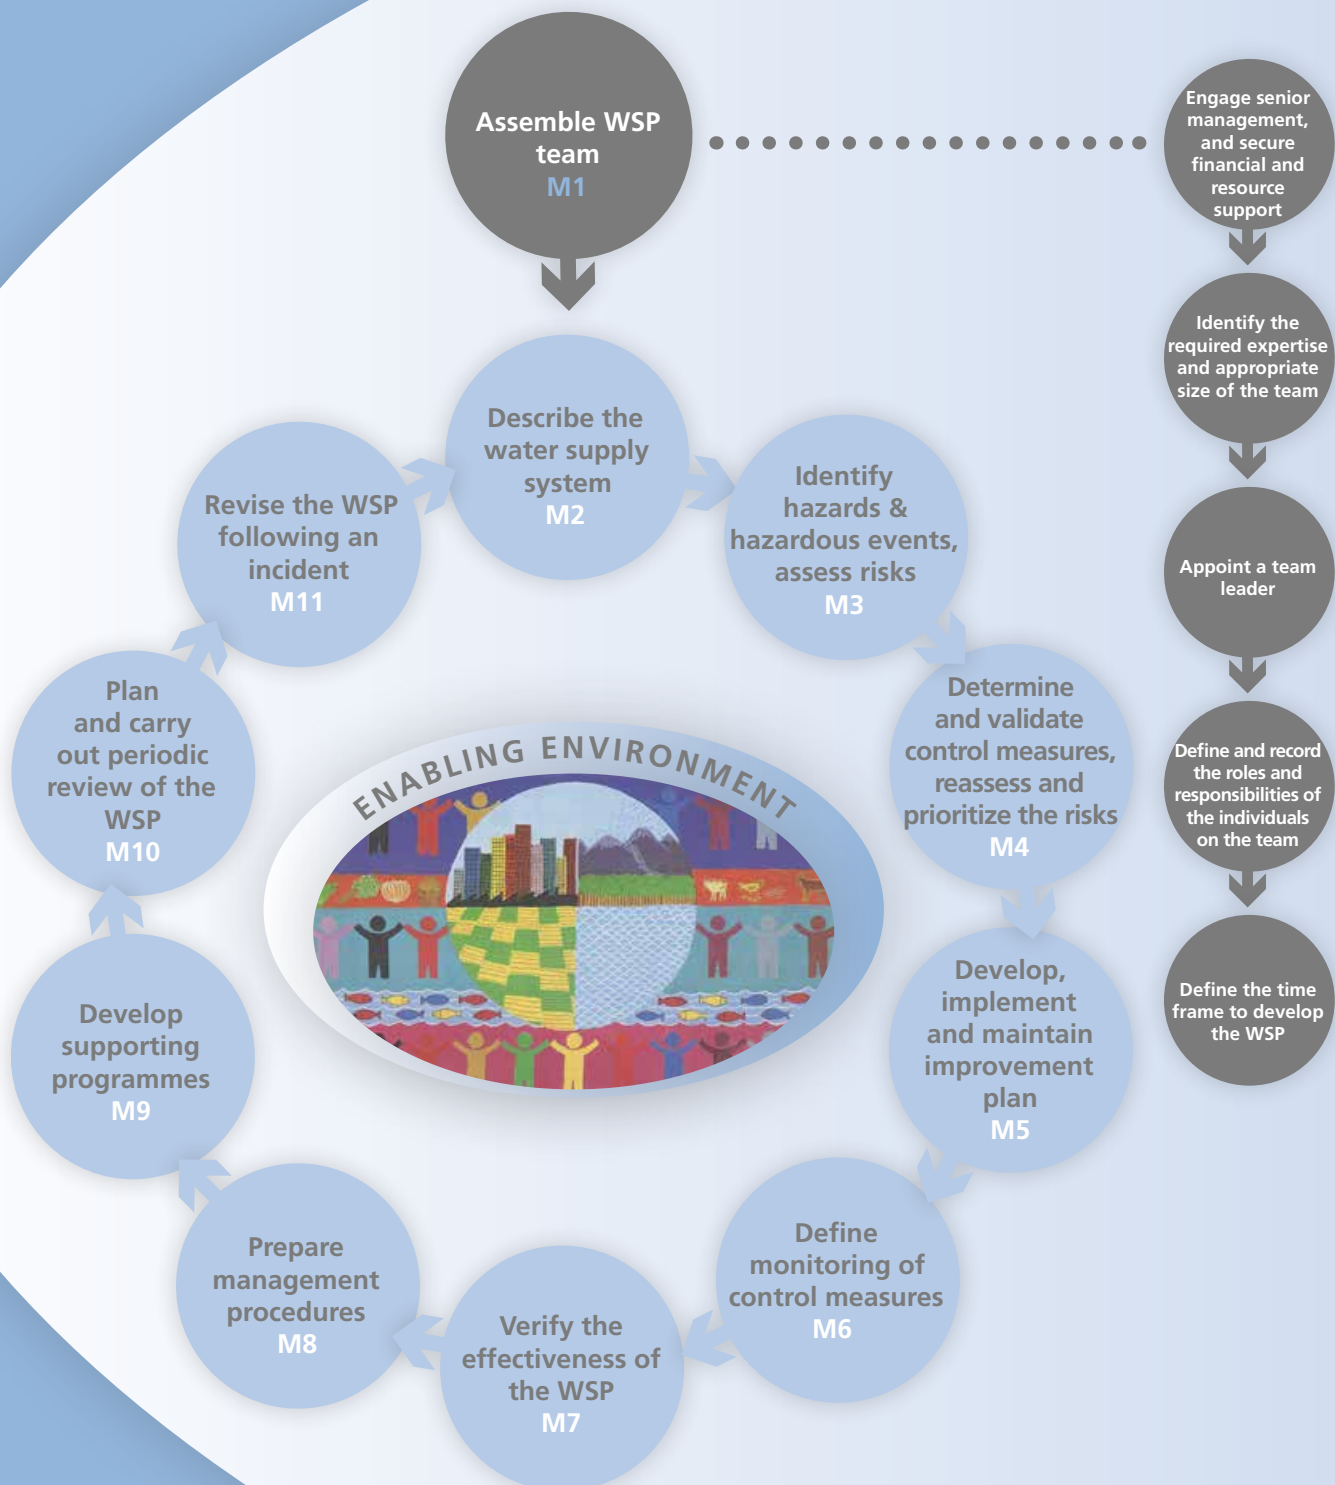 Assemble WSP
team
M1
Engage senior
management,
and secure
financial and
resource
support
Identify the
required expertise
and appropriate
size of the team
Appoint a team
leader
Define and record
the roles and
responsibilities of
the individuals
on the team
Define the time
frame to develop
the WSP
Describe the
water supply
system
M2
Identify
hazards &
hazardous events,
assess risks
M3
Determine
and validate
control measures,
reassess and
prioritize the risks
M4
Develop,
implement
and maintain
improvement
plan
M5
Define
monitoring of
control measures
M6
Verify the
effectiveness of
the WSP
M7
Prepare
management
procedures
M8
Develop
supporting
programmes
M9
Plan
and carry
out periodic
review of the
WSP
M10
Revise the WSP
following an
incident
M11
ENABLING ENVIRONMENT